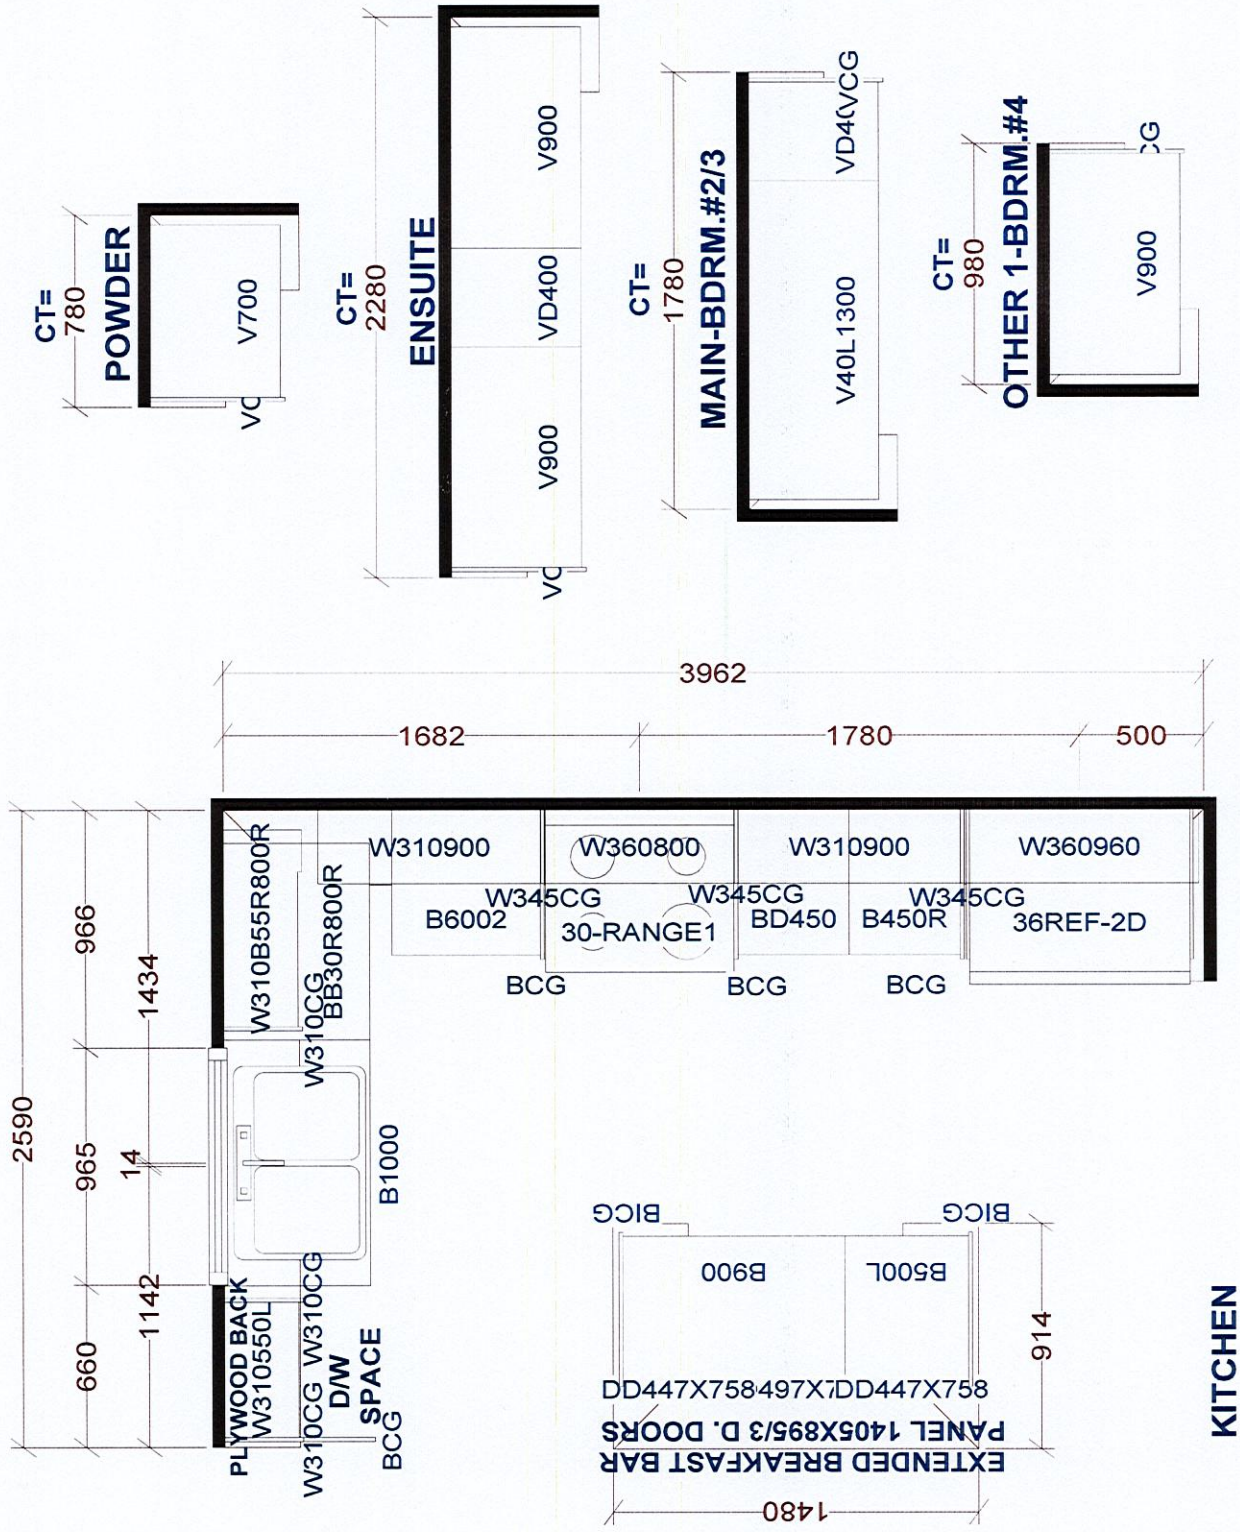 CT=
780
POWDER
V700
CT=
2280
ENSUITE
V900
VD400
V900
CT=
1780
MAIN-BDRM.#2/3
V40L1300
VCG
CT=
980
OTHER 1-BDRM.#4
V900
3962
1682
1780
500
2590
966
965
660
1434
14
1142
W310B55R800R
BB30R800R
W310CG
W310900
W360800
W310900
W360960
W345CG
W345CG
W345CG
B6002
30-RANGE1
BD450
B450R
36REF-2D
BCG
BCG
BCG
B1000
PLYWOOD BACK
W310550L
W310CG
W310CG
D/W
SPACE
BCG
BICG
BICG
B900
B500L
DD447X758
DD447X758
914
EXTENDED BREAKFAST BAR
PANEL 1405X895/3 D. DOORS
1480
KITCHEN